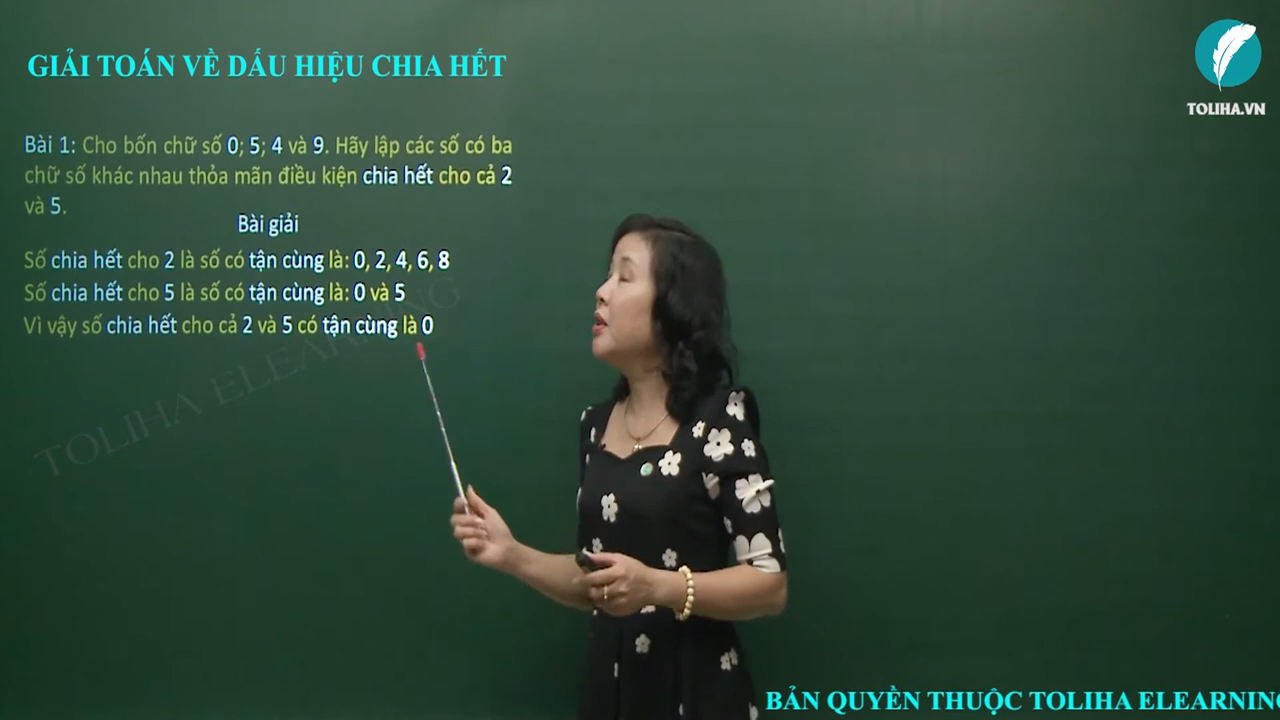 GIẢI TOÁN VỀ DẤU HIỆU CHIA HẾT
TOLIHA.VN
Bài 1: Cho bốn chữ số 0; 5; 4 và 9. Hãy lập các số có ba
chữ số khác nhau thỏa mãn điều kiện chia hết cho cả 2
và 5.
Bài giải
Số chia hết cho 2 là số có tận cùng là: 0, 2, 4, 6, 8
Số chia hết cho 5 là số có tận cùng là: 0 và 5
Vì vậy số chia hết cho cả 2 và 5 có tận cùng là 0
TOLIHA ELEARNING
BẢN QUYỀN THUỘC TOLIHA ELEARNING